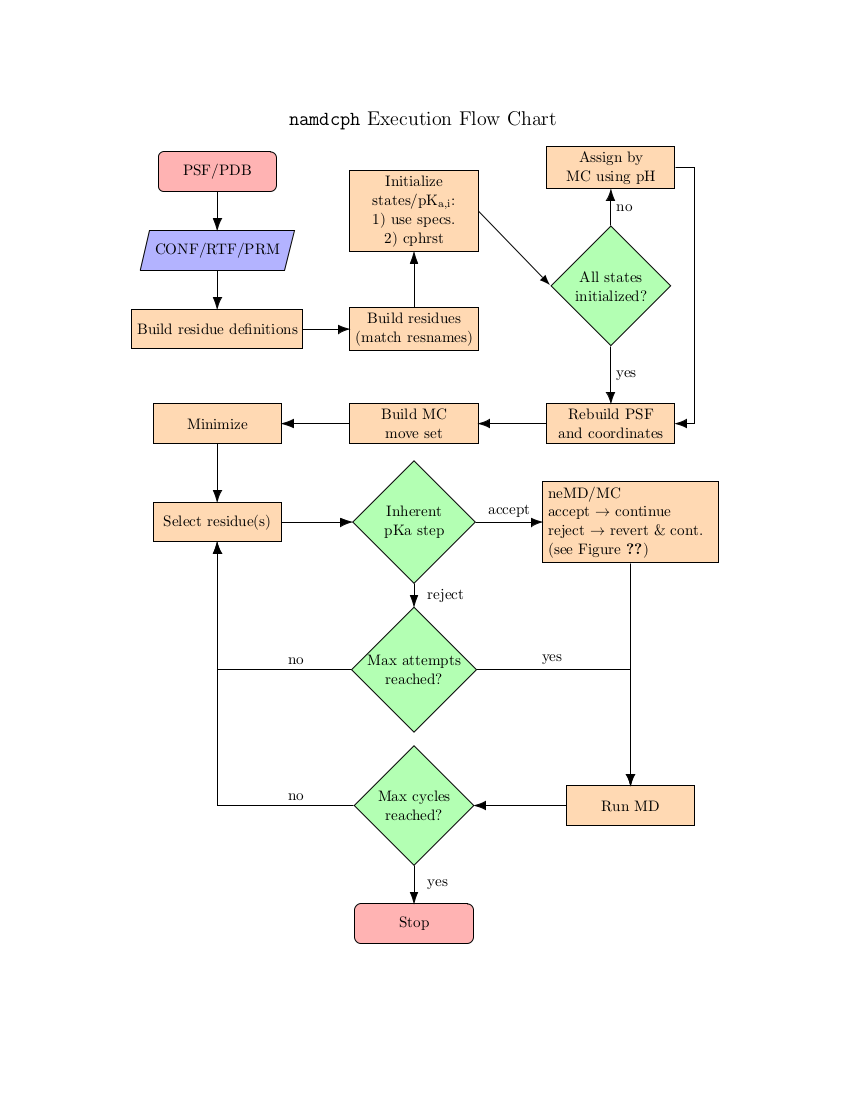 namdcph Execution Flow Chart
PSF/PDB
CONF/RTF/PRM
Build residue definitions
Build residues
(match resnames)
Initialize
states/pKa,i:
1) use specs.
2) cphrst
All states
initialized?
no
Assign by
MC using pH
yes
Rebuild PSF
and coordinates
Build MC
move set
Minimize
Select residue(s)
Inherent
pKa step
accept
neMD/MC
accept → continue
reject → revert & cont.
(see Figure ??)
reject
Max attempts
reached?
no
yes
Run MD
Max cycles
reached?
no
yes
Stop